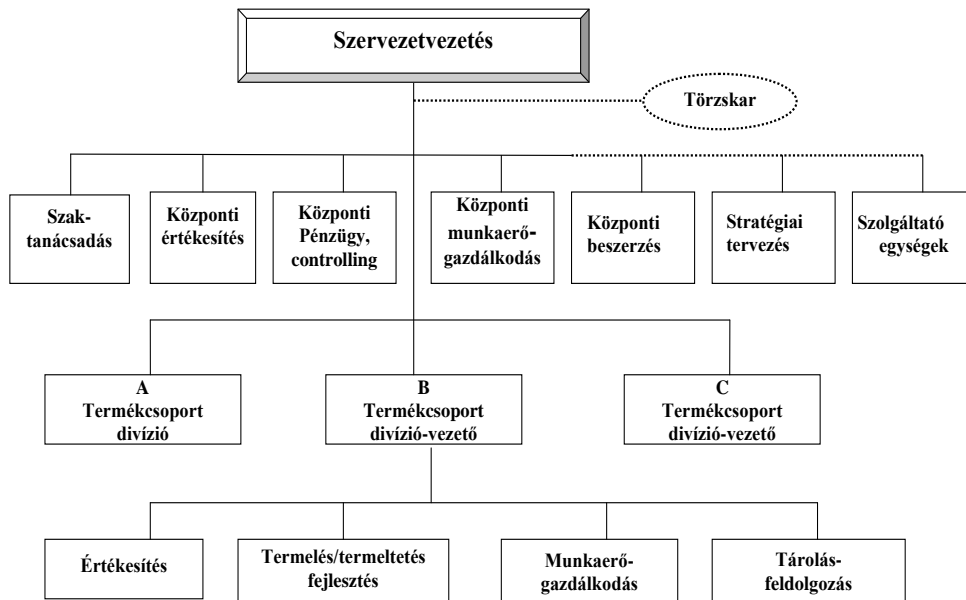 Szervezetvezetés
Törzskar
Szak-
tanácsadás
Központi
értékesítés
Központi
Pénzügy,
controlling
Központi
munkaerő-
gazdálkodás
Központi
beszerzés
Stratégiai
tervezés
Szolgáltató
egységek
A
Termékcsoport
divízió
B
Termékcsoport
divízió-vezető
C
Termékcsoport
divízió-vezető
Értékesítés
Termelés/termeltetés
fejlesztés
Munkaerő-
gazdálkodás
Tárolás-
feldolgozás